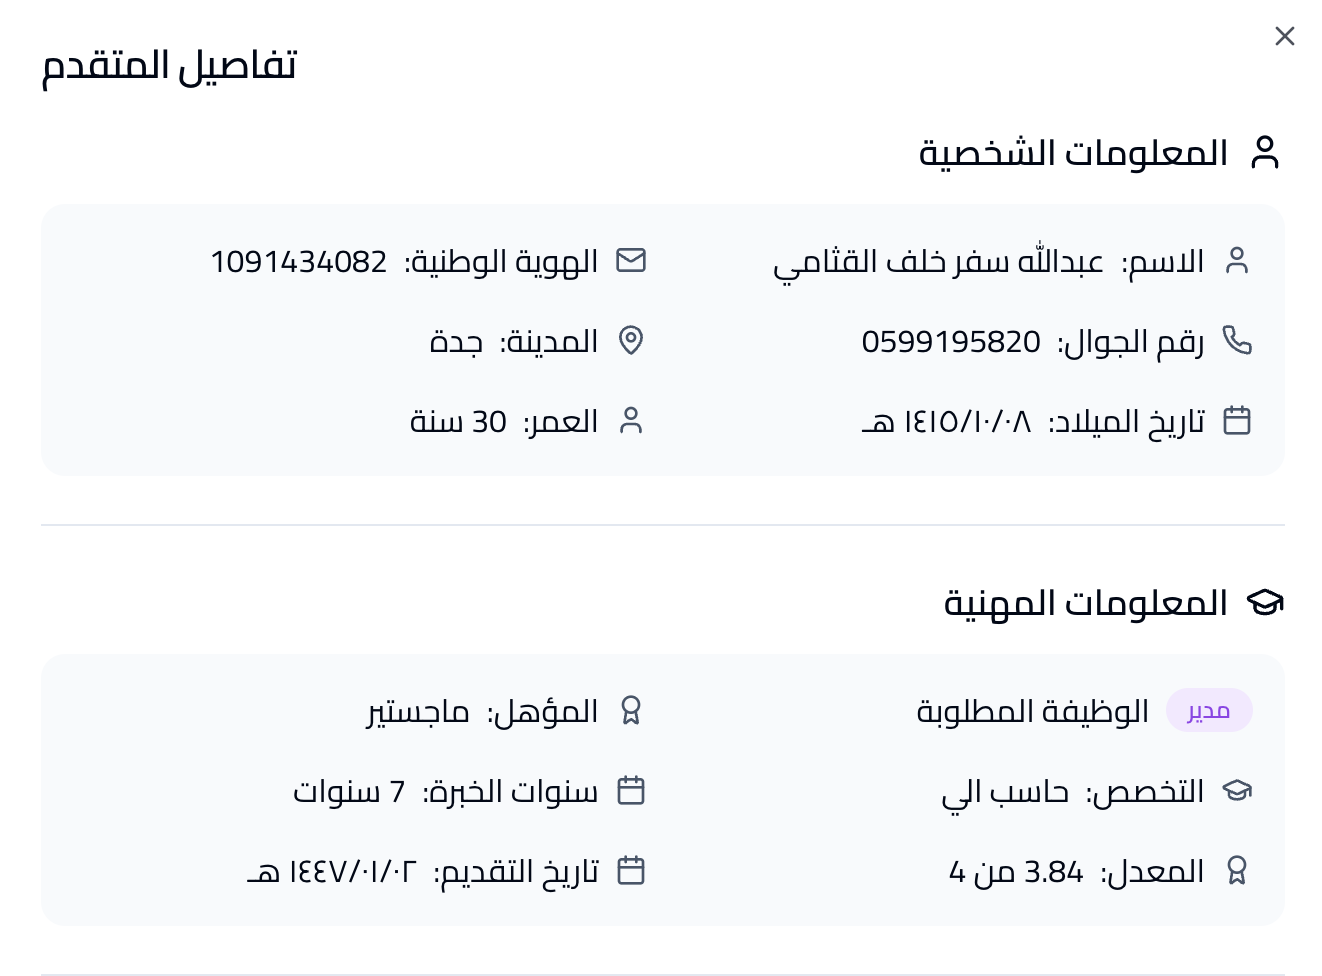 تفاصيل المتقدم
المعلومات الشخصية
الاسم: عبدالله سفر خلف القثامي
الهوية الوطنية: 1091434082
رقم الجوال: 0599195820
المدينة: جدة
تاريخ الميلاد: ١٤١٥/١٠/٠٨ هـ
العمر: 30 سنة
المعلومات المهنية
مدير الوظيفة المطلوبة
المؤهل: ماجستير
التخصص: حاسب الي
سنوات الخبرة: 7 سنوات
المعدل: 3.84 من 4
تاريخ التقديم: ١٤٤٧/٠١/٠٢ هـ